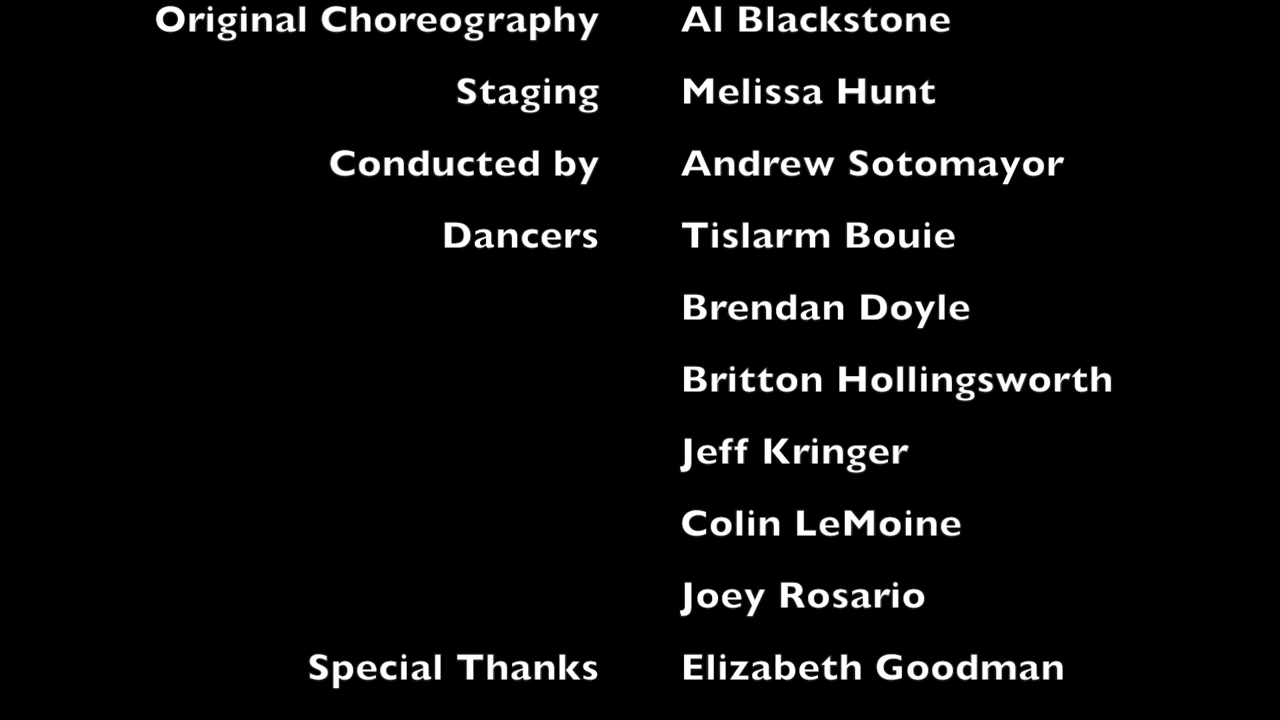 Original Choreography Al Blackstone
Staging Melissa Hunt
Conducted by Andrew Sotomayor
Dancers Tislarm Bouie
Brendan Doyle
Britton Hollingsworth
Jeff Kringer
Colin LeMoine
Joey Rosario
Special Thanks Elizabeth Goodman